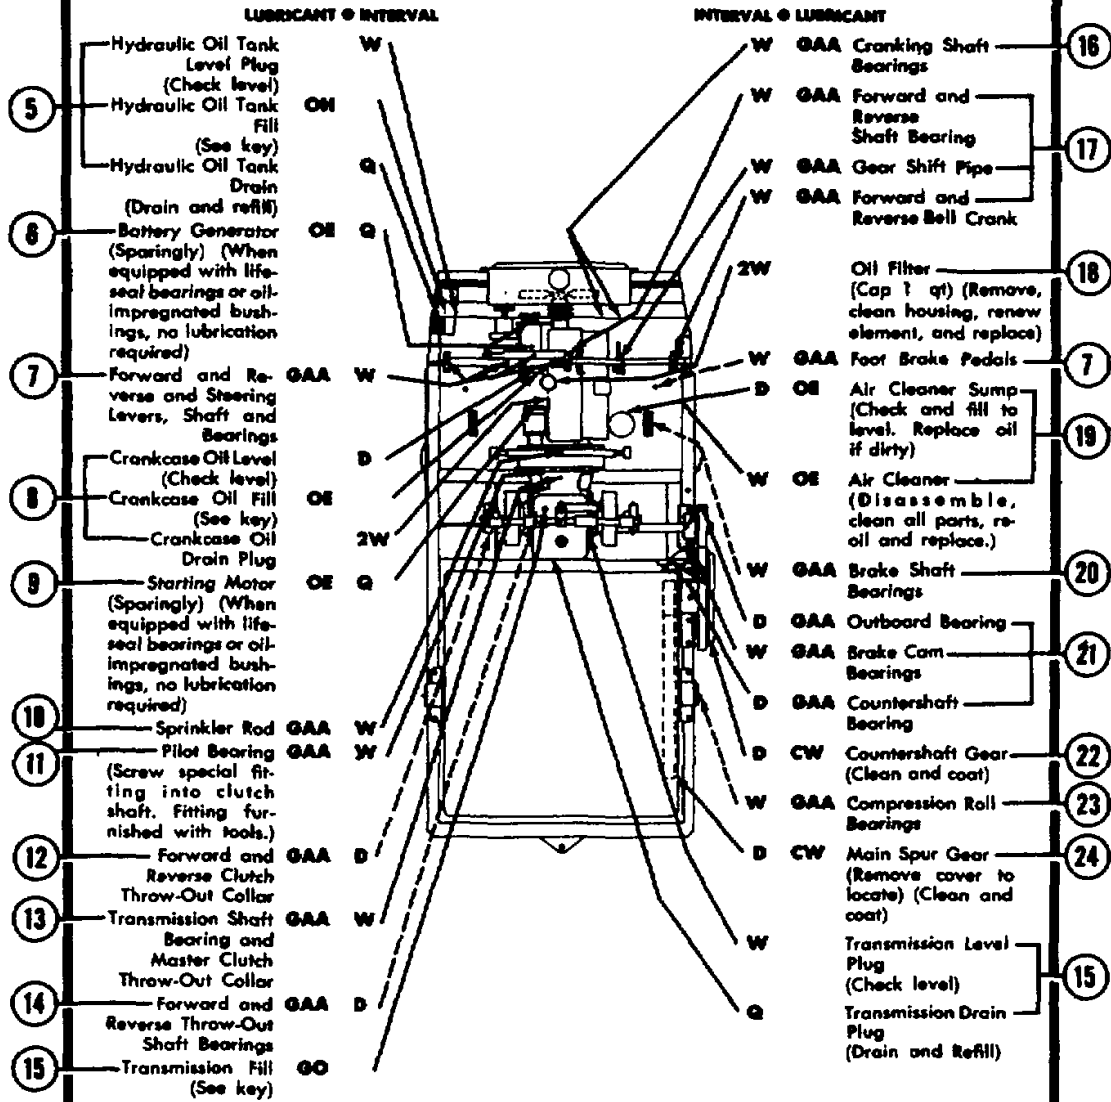 LUBRICANT • INTERVAL
5
Hydraulic Oil Tank W
Level Plug
(Check level)
Hydraulic Oil Tank OH
Fill
(See key)
Hydraulic Oil Tank Q
Drain
(Drain and refill)
6
Battery Generator OE Q
(Sparingly) (When
equipped with life-
seal bearings or oil-
impregnated bush-
ings, no lubrication
required)
7
Forward and Re- GAA W
verse and Steering
Levers, Shaft and
Bearings
8
Crankcase Oil Level D
(Check level)
Crankcase Oil Fill OE
(See key)
Crankcase Oil 2W
Drain Plug
9
Starting Motor OE Q
(Sparingly) (When
equipped with life-
seal bearings or oil-
impregnated bush-
ings, no lubrication
required)
10
Sprinkler Rod GAA W
11
Pilot Bearing GAA W
(Screw special fit-
ting into clutch
shaft. Fitting fur-
nished with tools.)
12
Forward and GAA D
Reverse Clutch
Throw-Out Collar
13
Transmission Shaft GAA W
Bearing and
Master Clutch
Throw-Out Collar
14
Forward and GAA D
Reverse Throw-Out
Shaft Bearings
15
Transmission Fill GO
(See key)
INTERVAL • LUBRICANT
W GAA Cranking Shaft
Bearings
16
W GAA Forward and
Reverse
Shaft Bearing
W GAA Gear Shift Pipe
17
W GAA Forward and
Reverse Bell Crank
2W Oil Filter
(Cap 1 qt) (Remove,
clean housing, renew
element, and replace)
18
W GAA Foot Brake Pedals
7
D OE Air Cleaner Sump
(Check and fill to
level. Replace oil
if dirty)
19
W OE Air Cleaner
(Disassemble,
clean all parts, re-
oil and replace.)
W GAA Brake Shaft
Bearings
20
D GAA Outboard Bearing
W GAA Brake Cam
Bearings
21
D GAA Countershaft
Bearing
D CW Countershaft Gear
(Clean and coat)
22
W GAA Compression Roll
Bearings
23
D CW Main Spur Gear
(Remove cover to
locate) (Clean and
coat)
24
W Transmission Level
Plug
(Check level)
15
Q Transmission Drain
Plug
(Drain and Refill)